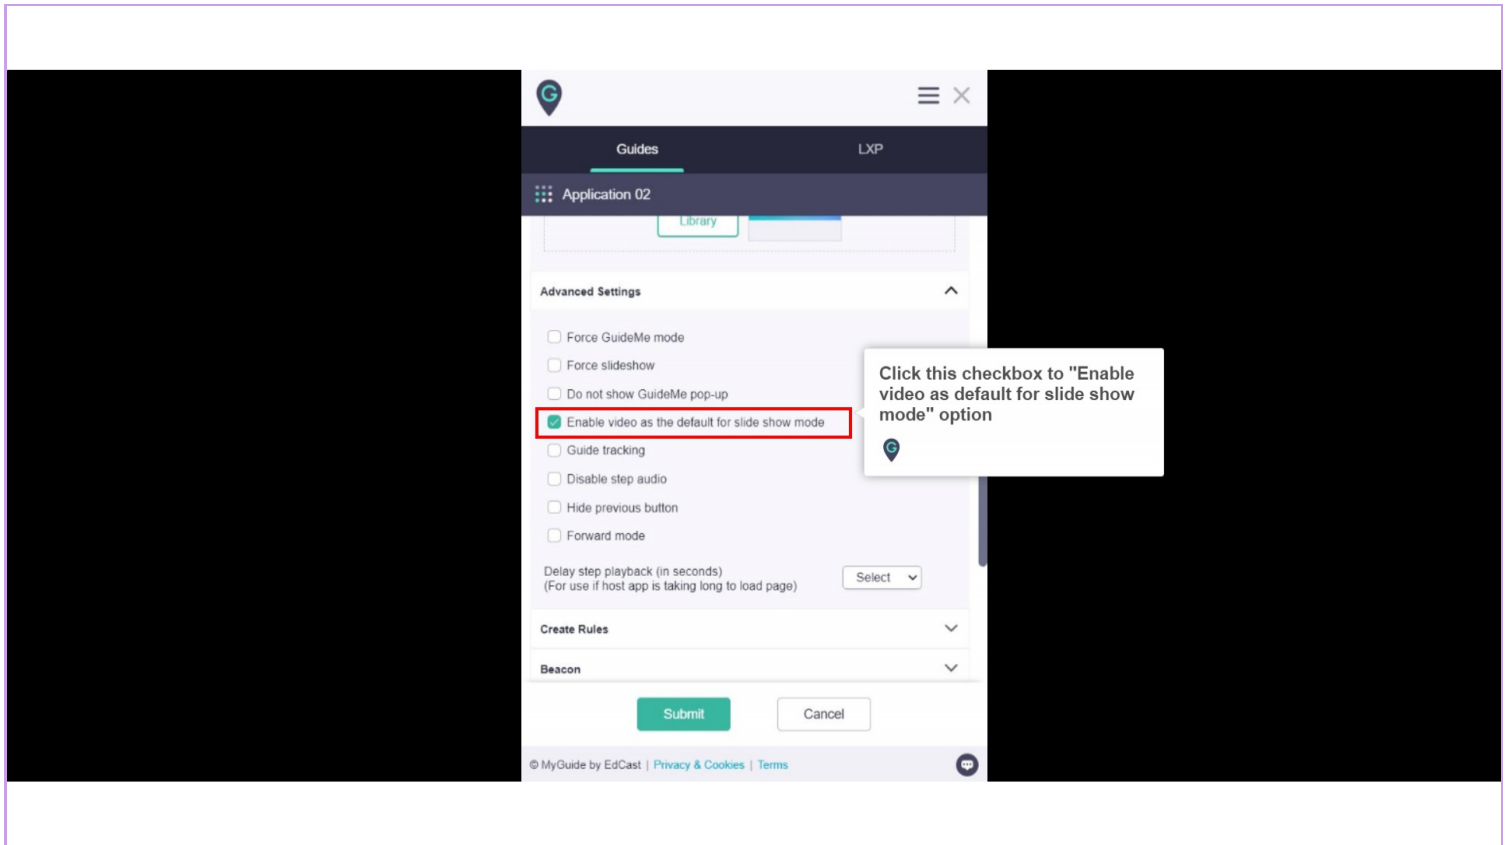 G
Guides
LXP
Application 02
Library
Advanced Settings
Force GuideMe mode
Force slideshow
Do not show GuideMe pop-up
Enable video as the default for slide show mode
Guide tracking
Disable step audio
Hide previous button
Forward mode
Click this checkbox to "Enable
video as default for slide show
mode" option
G
Delay step playback (in seconds)
(For use if host app is taking long to load page)
Select
Create Rules
Beacon
Submit
Cancel
© MyGuide by EdCast | Privacy & Cookies | Terms